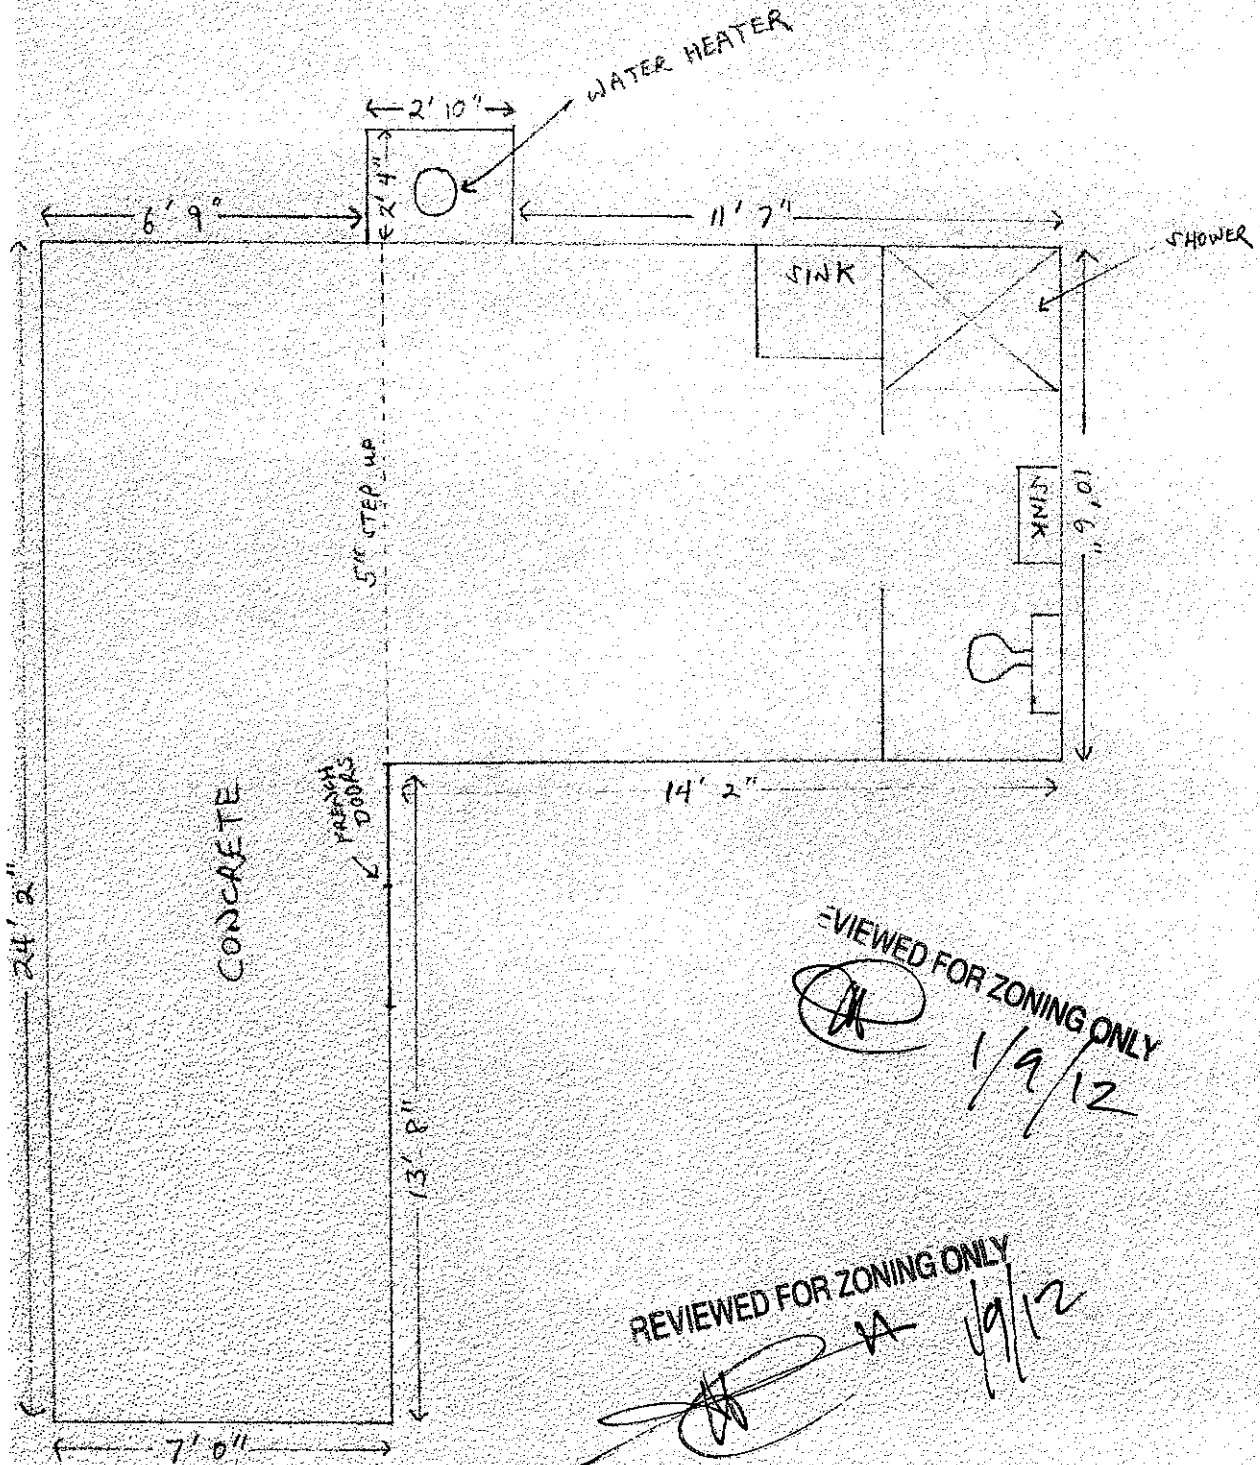 WATER HEATER
2' 10"
2' 4"
6' 9"
11' 7"
SHOWER
SINK
5" STEP UP
SINK
10' 6"
FRENCH
DOORS
14' 2"
CONCRETE
24' 2"
13' 8"
EVIEWED FOR ZONING ONLY
1/9/12
REVIEWED FOR ZONING ONLY
1/9/12
7' 0"